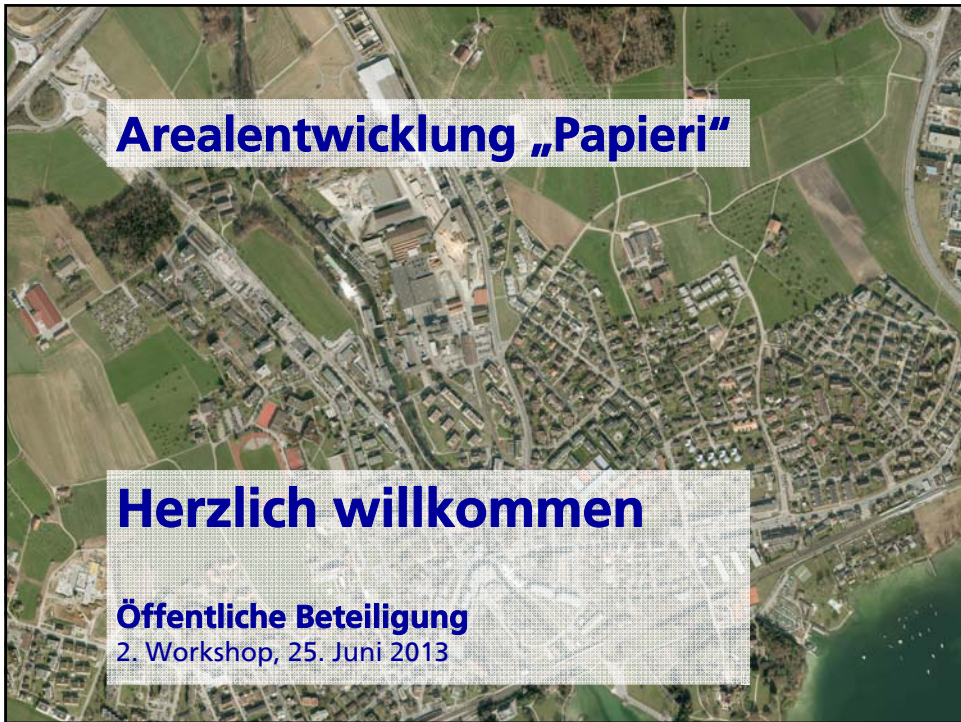 Arealentwicklung „Papieri“
Herzlich willkommen
Öffentliche Beteiligung
2. Workshop, 25. Juni 2013